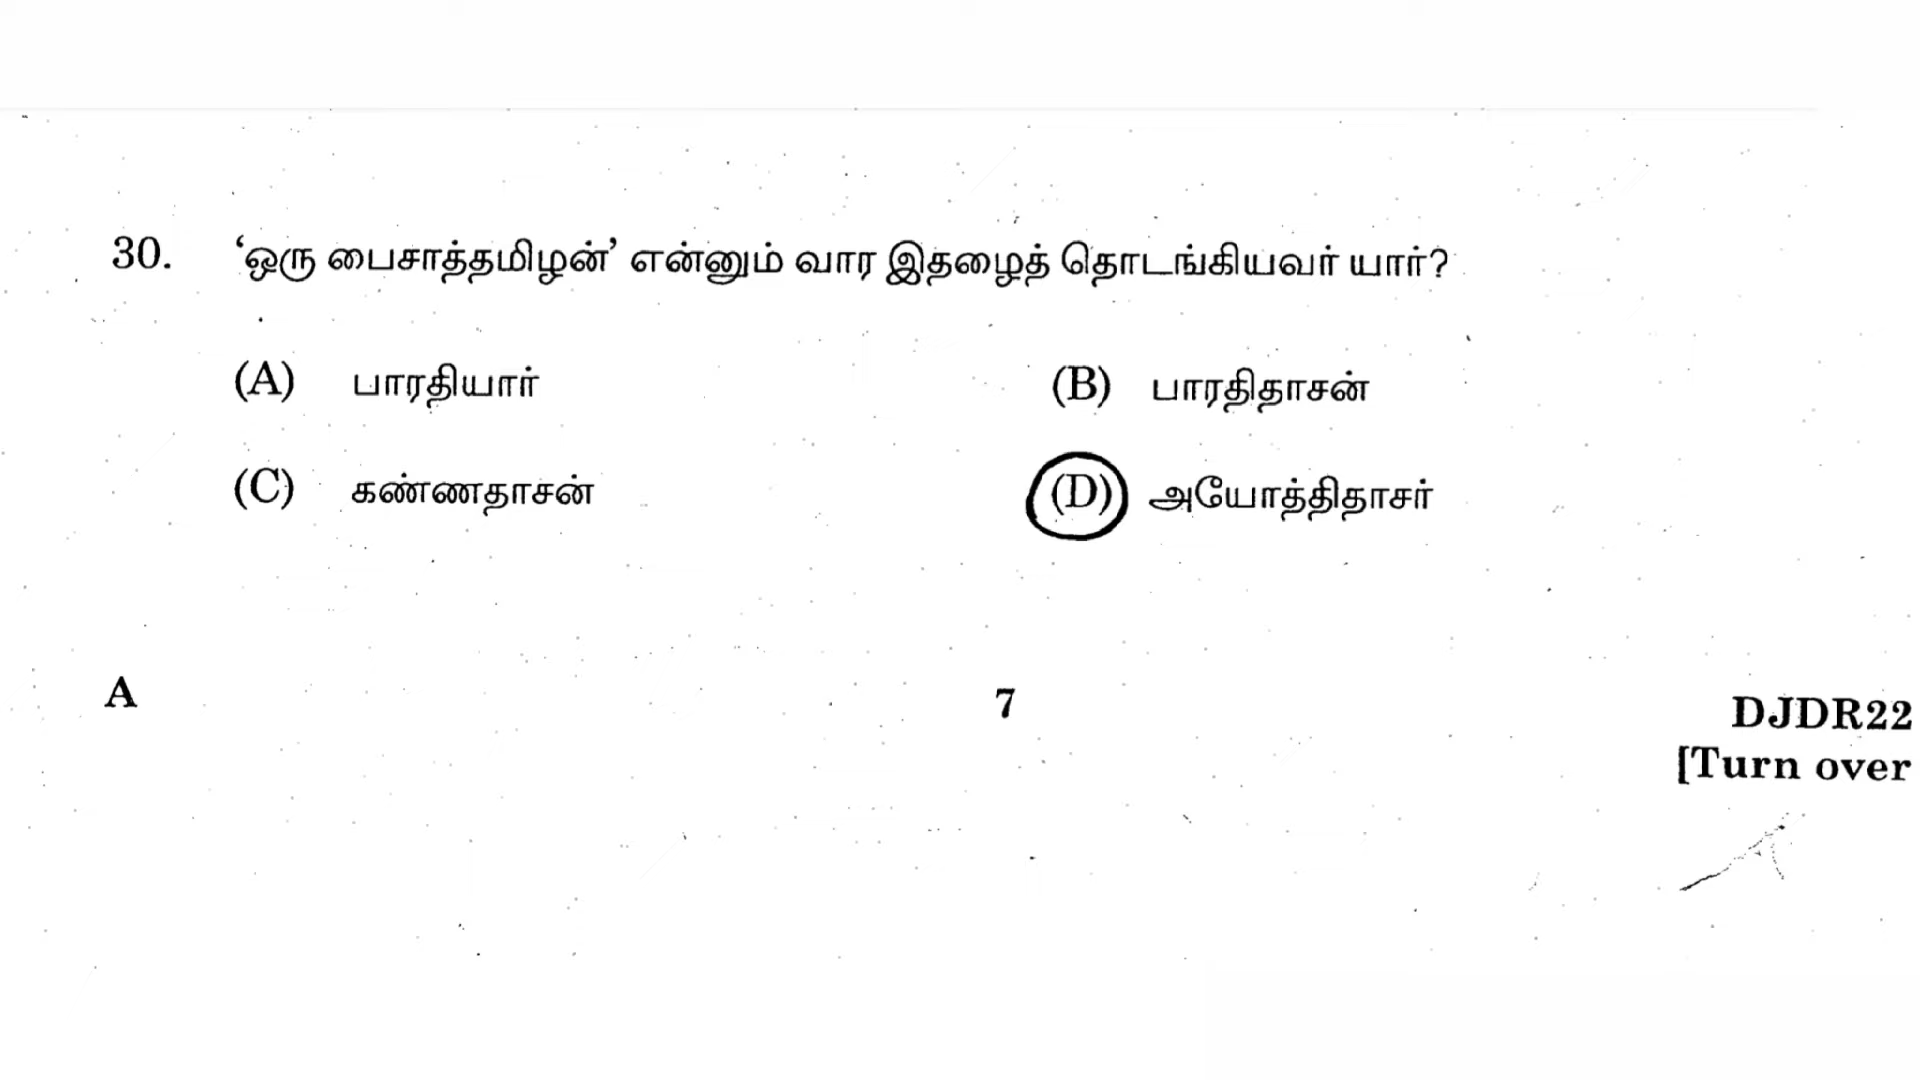 30. ‘ஒரு பைசாத்தமிழன்’ என்னும் வார இதழைத் தொடங்கியவர் யார்?
(A) பாரதியார் (B) பாரதிதாசன்
(C) கண்ணதாசன் (D) அயோத்திதாசர்
A 7 DJDR22
[Turn over